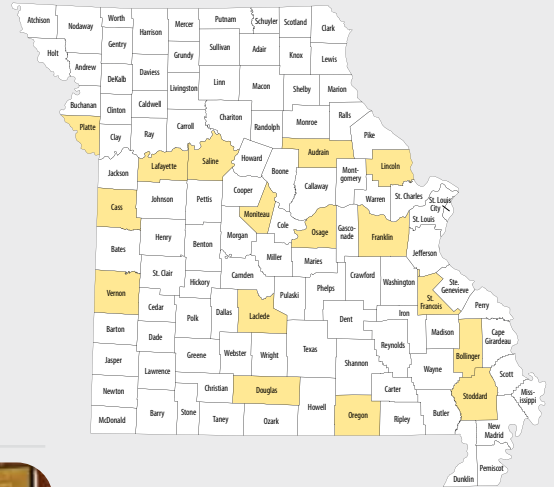 Atchison
Nodaway
Worth
Harrison
Mercer
Putnam
Schuyler
Scotland
Clark
Gentry
Sullivan
Adair
Knox
Lewis
Holt
Andrew
DeKalb
Daviess
Grundy
Livingston
Linn
Macon
Shelby
Marion
Buchanan
Clinton
Caldwell
Chariton
Monroe
Ralls
Pike
Platte
Clay
Ray
Carroll
Randolph
Audrain
Lincoln
Jackson
Lafayette
Saline
Howard
Boone
Callaway
Mont-
gomery
Warren
St. Charles
St. Louis
City
St. Louis
Cass
Johnson
Pettis
Cooper
Moniteau
Cole
Osage
Gasco-
nade
Franklin
Jefferson
Bates
Henry
Benton
Morgan
Miller
Maries
Vernon
St. Clair
Hickory
Camden
Pulaski
Phelps
Crawford
Washington
St.
Francois
Ste.
Genevieve
Perry
Cedar
Polk
Dallas
Laclede
Dent
Iron
Madison
Bollinger
Cape
Girardeau
Barton
Dade
Greene
Webster
Wright
Texas
Shannon
Reynolds
Wayne
Scott
Jasper
Lawrence
Christian
Douglas
Howell
Oregon
Carter
Butler
Stoddard
Miss-
issippi
Newton
McDonald
Barry
Stone
Taney
Ozark
Ripley
New
Madrid
Dunklin
Pemiscot